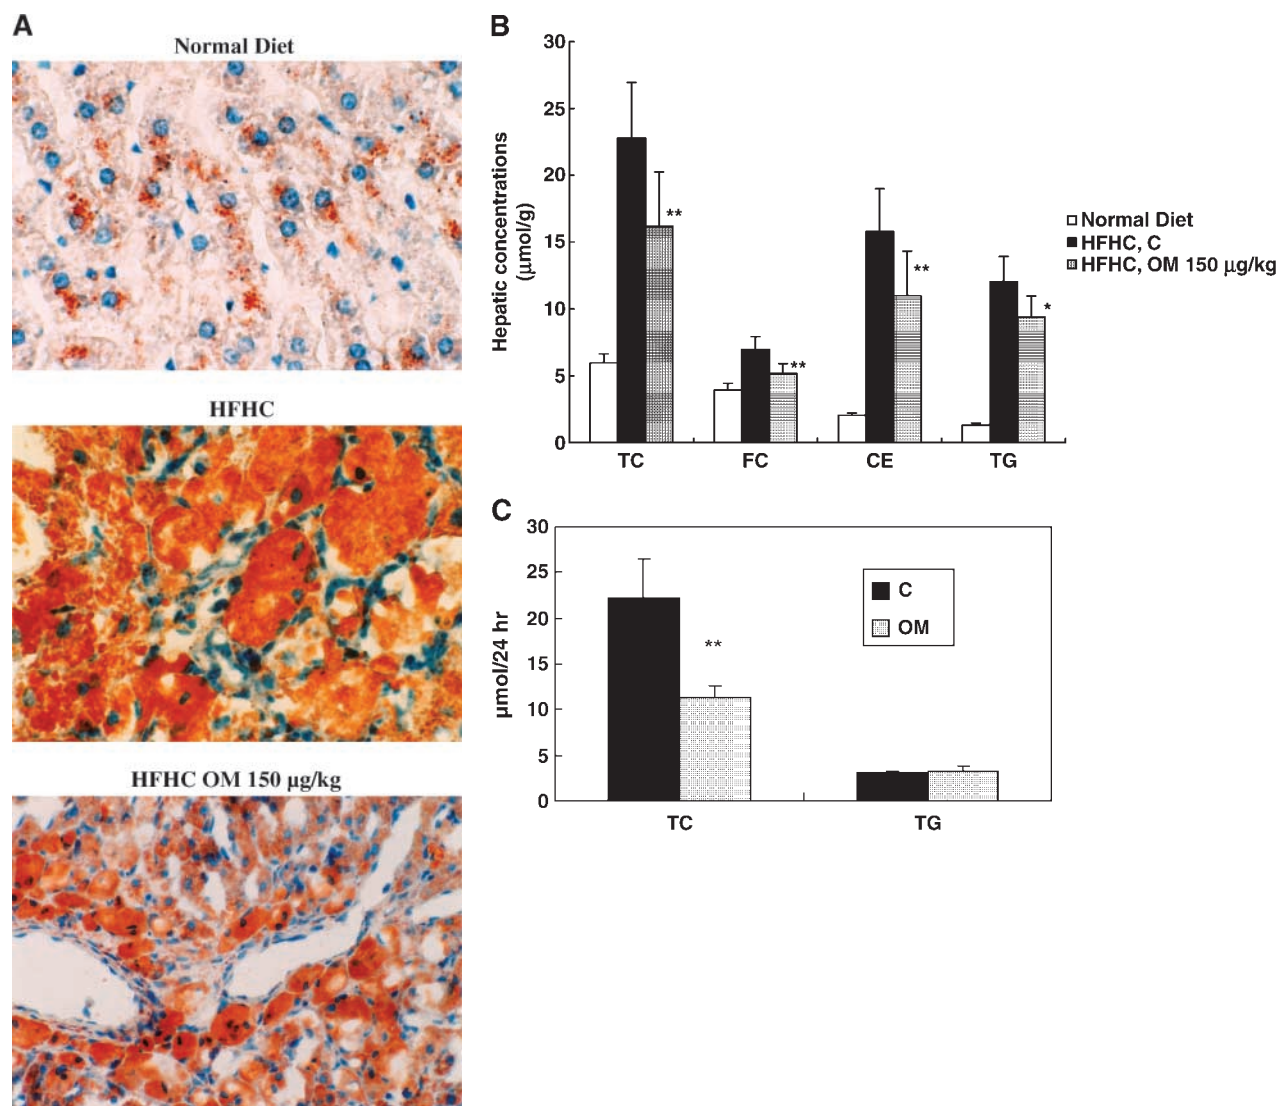 A
Normal Diet
HFHC
HFHC OM 150 μg/kg
B
Hepatic concentrations
(μmol/g)
30
25
20
15
10
5
0
**
**
**
*
TC FC CE TG
Normal Diet
HFHC, C
HFHC, OM 150 μg/kg
C
μmol/24 hr
30
25
20
15
10
5
0
**
C
OM
TC TG